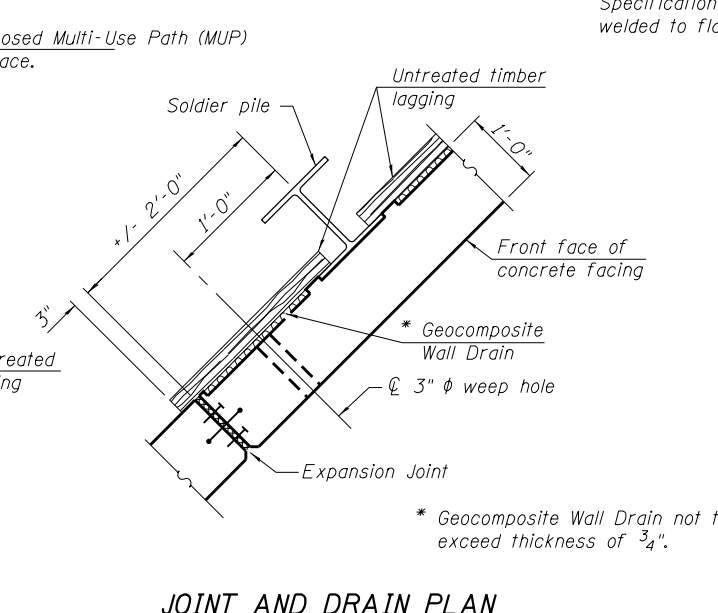 Specification
welded to flo
osed Multi-Use Path (MUP)
ace.
Untreated timber
lagging
Soldier pile
1'-0"
+/- 2'-0"
1'-0"
3"
Front face of
concrete facing
* Geocomposite
Wall Drain
reated
ng
℄ 3" ϕ weep hole
Expansion Joint
* Geocomposite Wall Drain not t
exceed thickness of 3/4".
JOINT AND DRAIN PLAN